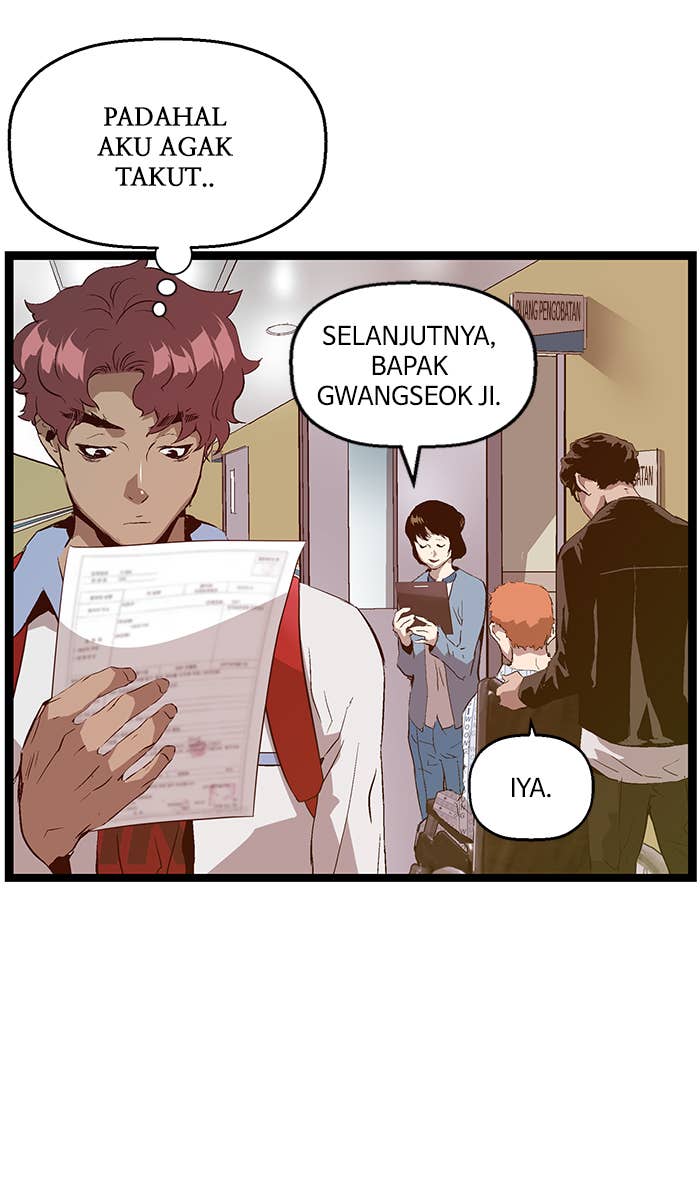 PADAHAL
AKU AGAK
TAKUT..
RUANG PENGOBATAN
SELANJUTNYA,
BAPAK
GWANGSEOK JI.
IYA.